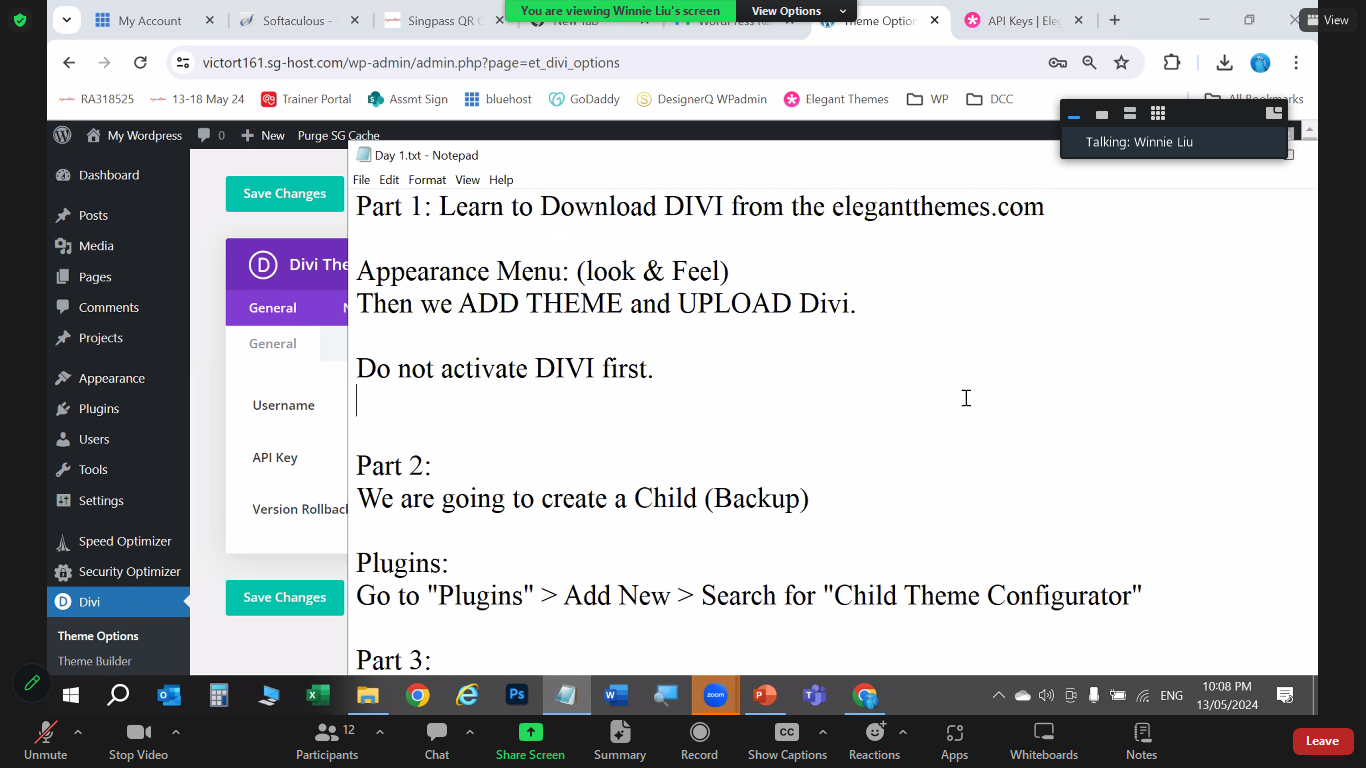 You are viewing Winnie Liu's screen
View Options
View
My Account
Softaculous -
Singpass QR C
New Tab
WordPress Re
Theme Option
API Keys | Ele
victort161.sg-host.com/wp-admin/admin.php?page=et_divi_options
RA318525
13-18 May 24
Trainer Portal
Assmt Sign
bluehost
GoDaddy
DesignerQ WPadmin
Elegant Themes
WP
DCC
All Bookmarks
My Wordpress
0
New
Purge SG Cache
Talking: Winnie Liu
Dashboard
Posts
Media
Pages
Comments
Projects
Appearance
Plugins
Users
Tools
Settings
Speed Optimizer
Security Optimizer
Divi
Theme Options
Theme Builder
Save Changes
D Divi The
General
General
Username
API Key
Version Rollback
Save Changes
Day 1.txt - Notepad
File Edit Format View Help
Part 1: Learn to Download DIVI from the elegantthemes.com
Appearance Menu: (look & Feel)
Then we ADD THEME and UPLOAD Divi.
Do not activate DIVI first.
Part 2:
We are going to create a Child (Backup)
Plugins:
Go to "Plugins" > Add New > Search for "Child Theme Configurator"
Part 3:
ENG
10:08 PM
13/05/2024
Unmute
Stop Video
Participants
12
Chat
Share Screen
Summary
Record
Show Captions
Reactions
Apps
Whiteboards
Notes
Leave